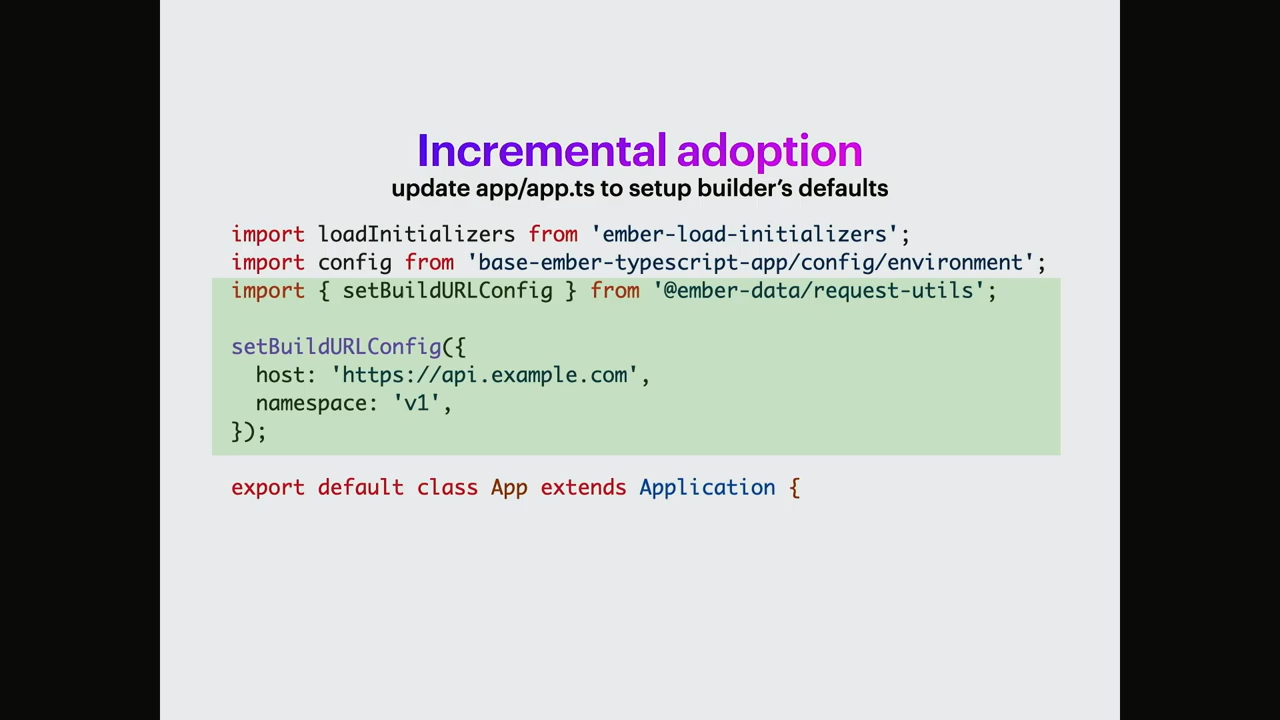 Incremental adoption
update app/app.ts to setup builder’s defaults
import loadInitializers from 'ember-load-initializers';
import config from 'base-ember-typescript-app/config/environment';
import { setBuildURLConfig } from '@ember-data/request-utils';
setBuildURLConfig({
  host: 'https://api.example.com',
  namespace: 'v1',
});
export default class App extends Application {